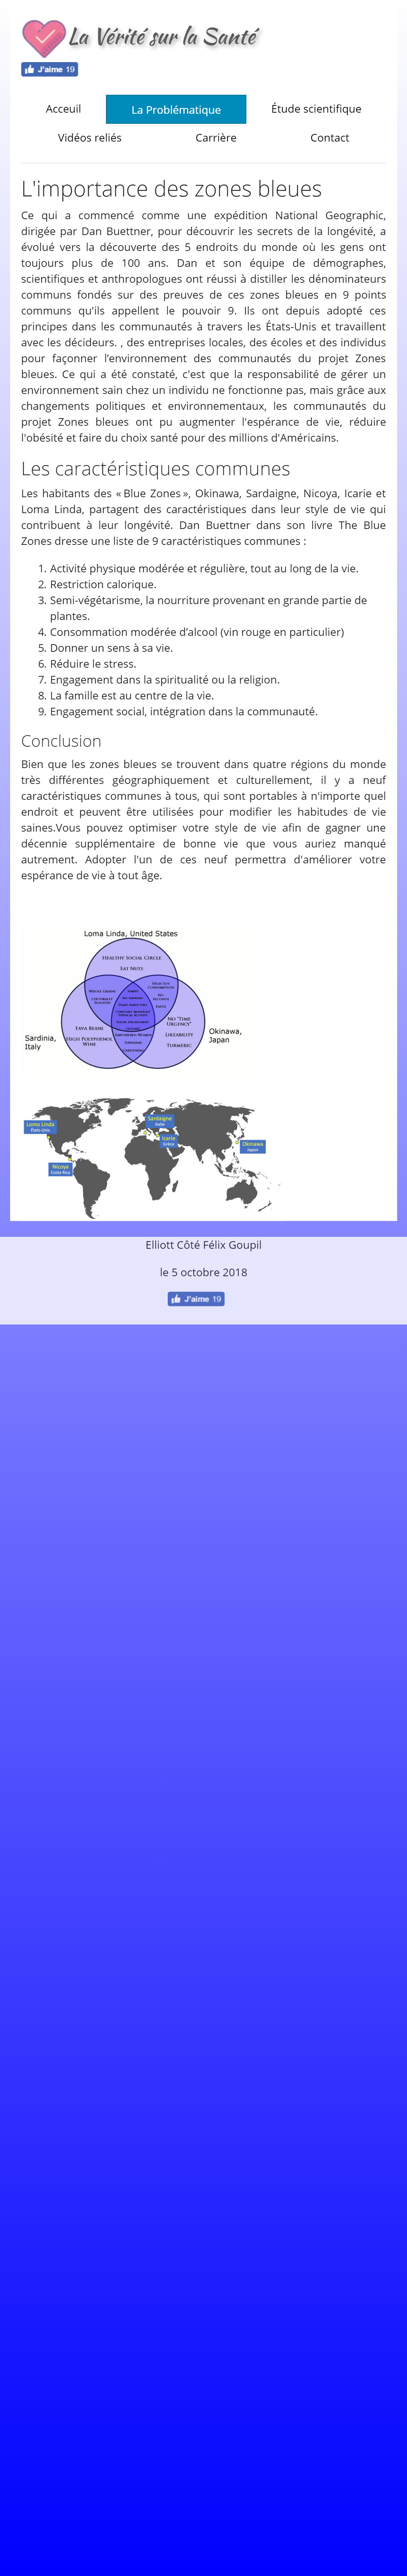 La Vérité sur la Santé
J'aime 19
Acceuil
La Problématique
Étude scientifique
Vidéos reliés
Carrière
Contact
L'importance des zones bleues
Ce qui a commencé comme une expédition National Geographic,
dirigée par Dan Buettner, pour découvrir les secrets de la longévité, a
évolué vers la découverte des 5 endroits du monde où les gens ont
toujours plus de 100 ans. Dan et son équipe de démographes,
scientifiques et anthropologues ont réussi à distiller les dénominateurs
communs fondés sur des preuves de ces zones bleues en 9 points
communs qu'ils appellent le pouvoir 9. Ils ont depuis adopté ces
principes dans les communautés à travers les États-Unis et travaillent
avec les décideurs. , des entreprises locales, des écoles et des individus
pour façonner l’environnement des communautés du projet Zones
bleues. Ce qui a été constaté, c'est que la responsabilité de gérer un
environnement sain chez un individu ne fonctionne pas, mais grâce aux
changements politiques et environnementaux, les communautés du
projet Zones bleues ont pu augmenter l'espérance de vie, réduire
l'obésité et faire du choix santé pour des millions d'Américains.
Les caractéristiques communes
Les habitants des « Blue Zones », Okinawa, Sardaigne, Nicoya, Icarie et
Loma Linda, partagent des caractéristiques dans leur style de vie qui
contribuent à leur longévité. Dan Buettner dans son livre The Blue
Zones dresse une liste de 9 caractéristiques communes :
1. Activité physique modérée et régulière, tout au long de la vie.
2. Restriction calorique.
3. Semi-végétarisme, la nourriture provenant en grande partie de
plantes.
4. Consommation modérée d’alcool (vin rouge en particulier)
5. Donner un sens à sa vie.
6. Réduire le stress.
7. Engagement dans la spiritualité ou la religion.
8. La famille est au centre de la vie.
9. Engagement social, intégration dans la communauté.
Conclusion
Bien que les zones bleues se trouvent dans quatre régions du monde
très différentes géographiquement et culturellement, il y a neuf
caractéristiques communes à tous, qui sont portables à n'importe quel
endroit et peuvent être utilisées pour modifier les habitudes de vie
saines.Vous pouvez optimiser votre style de vie afin de gagner une
décennie supplémentaire de bonne vie que vous auriez manqué
autrement. Adopter l'un de ces neuf permettra d'améliorer votre
espérance de vie à tout âge.
Loma Linda, United States
HEALTHY SOCIAL CIRCLE
EAT NUTS
WHOLE GRAINS
CULTURALLY
ISOLATED
HIGH SOY
CONSUMPTION
NO
ALCOHOL
FAITH
FAMILY
NO SMOKING
PLANT-BASED DIET
CONSTANT MODERATE
PHYSICAL ACTIVITY
SOCIAL ENGAGEMENT
LEGUMES
FAVA BEANS
HIGH POLYPHENOL
WINE
EMPOWERED WOMEN
SUNSHINE
GARDENING
NO "TIME
URGENCY"
LIKEABILITY
TURMERIC
Sardinia,
Italy
Okinawa,
Japan
Lomo Linda
États-Unis
Sardaigne
Italie
Icarie
Grèce
Okinawa
Japon
Nicoya
Costa Rica
Elliott Côté Félix Goupil
le 5 octobre 2018
J'aime 19